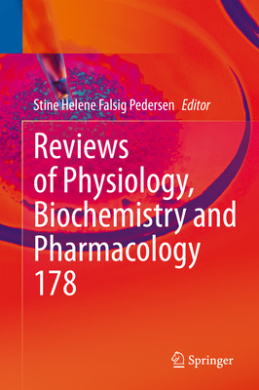 Stine Helene Falsig Pedersen Editor
Reviews
of Physiology,
Biochemistry and
Pharmacology
178
Springer